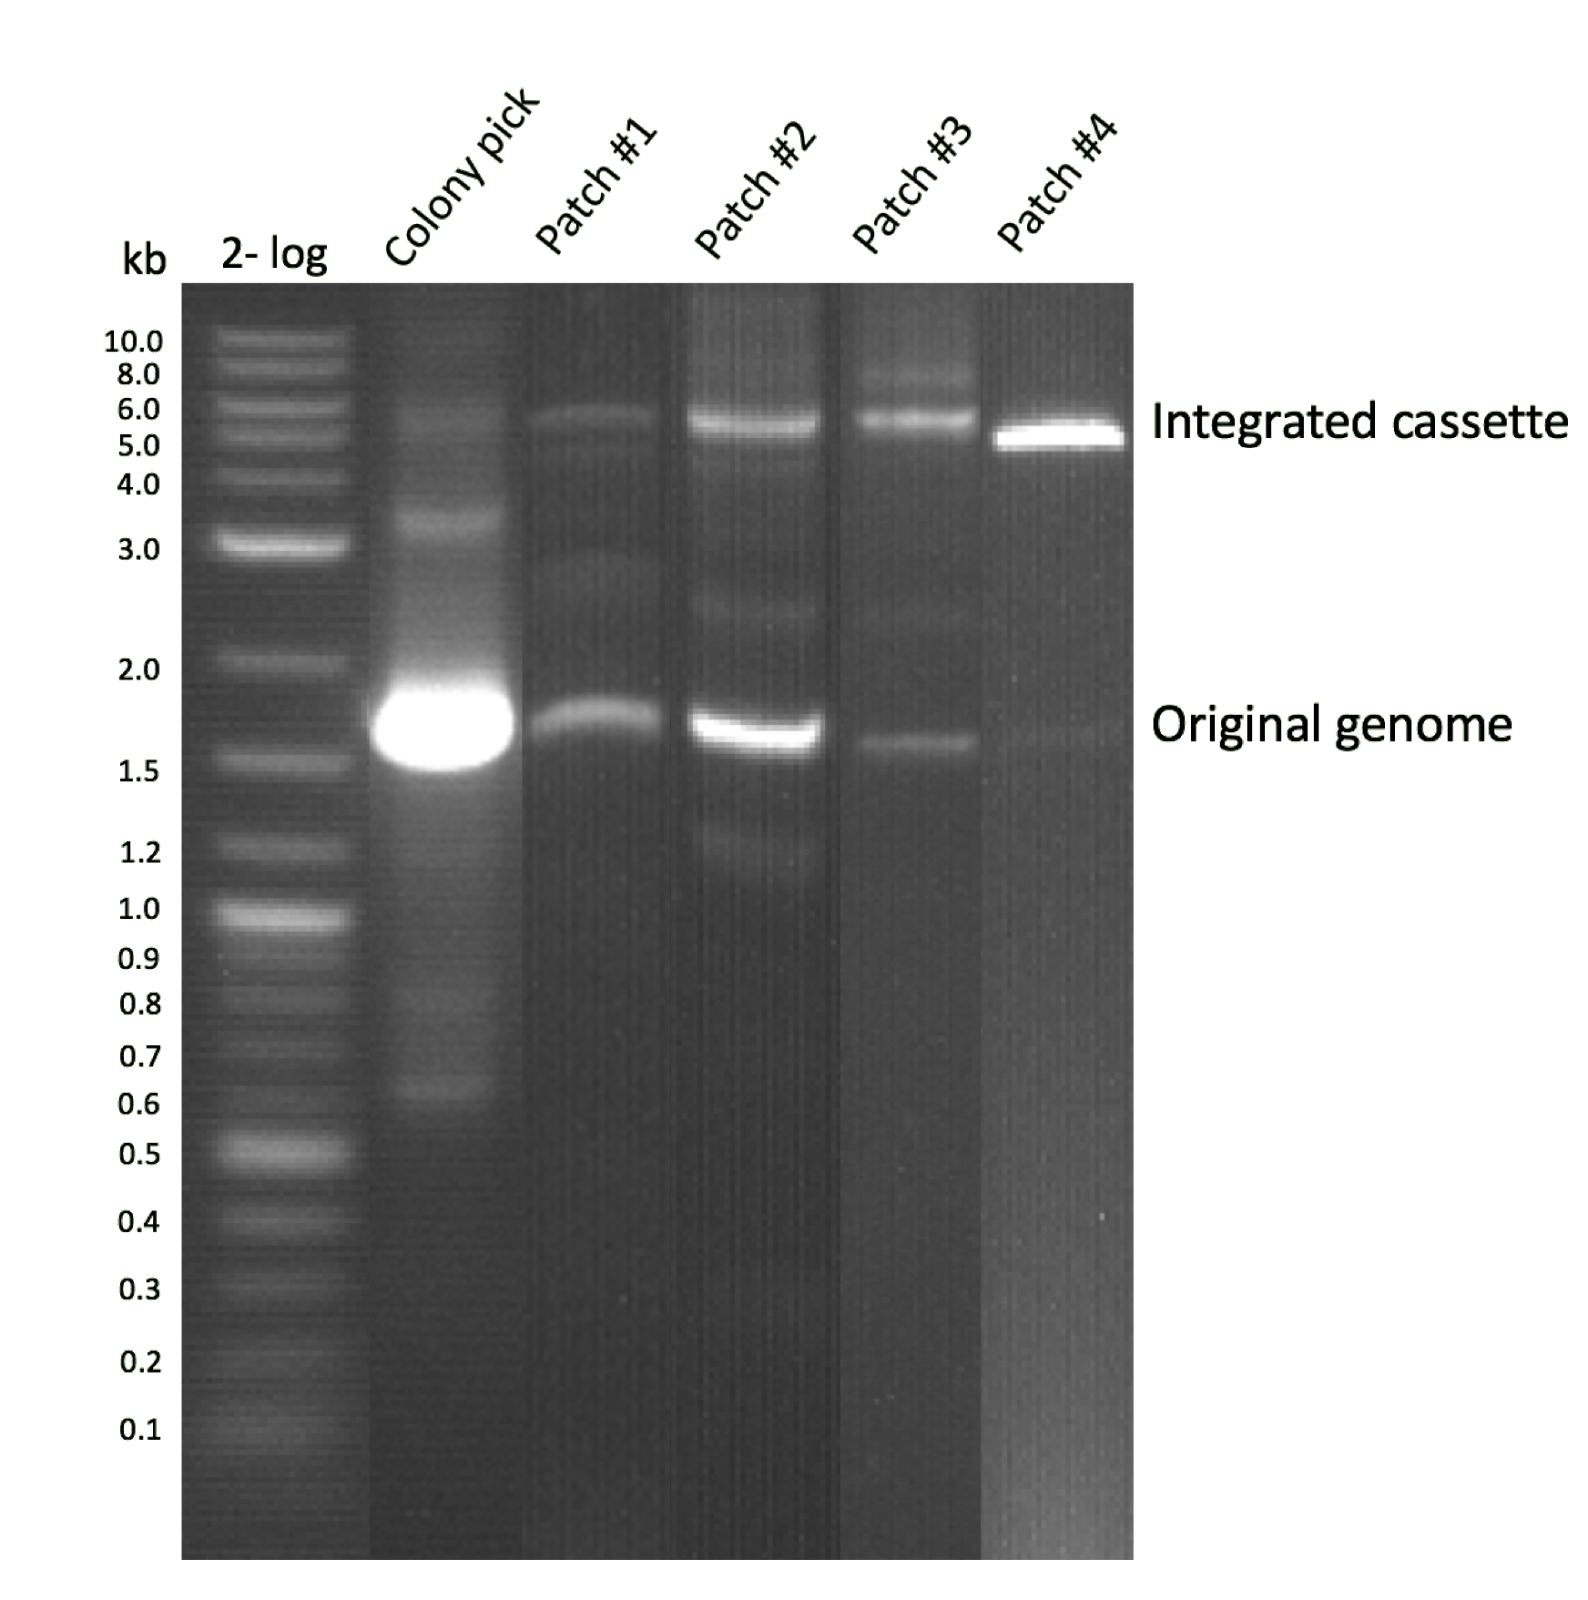 kb
2- log
Colony pick
Patch #1
Patch #2
Patch #3
Patch #4
10.0
8.0
6.0
5.0
4.0
3.0
2.0
1.5
1.2
1.0
0.9
0.8
0.7
0.6
0.5
0.4
0.3
0.2
0.1
Integrated cassette
Original genome